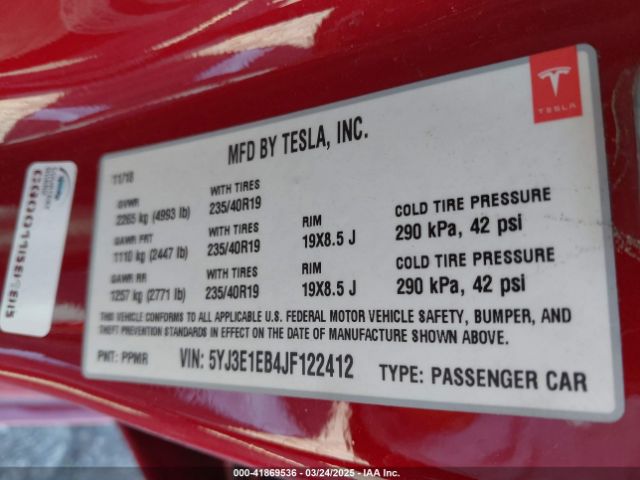 TESLA
MFD BY TESLA, INC.
11/18
GVWR
2265 kg (4993 lb)
WITH TIRES
235/40R19
GAWR FRT
1110 kg (2447 lb)
WITH TIRES
235/40R19
RIM
19X8.5 J
COLD TIRE PRESSURE
290 kPa, 42 psi
GAWR RR
1257 kg (2771 lb)
WITH TIRES
235/40R19
RIM
19X8.5 J
COLD TIRE PRESSURE
290 kPa, 42 psi
THIS VEHICLE CONFORMS TO ALL APPLICABLE U.S. FEDERAL MOTOR VEHICLE SAFETY, BUMPER, AND
THEFT PREVENTION STANDARDS IN EFFECT ON THE DATE OF MANUFACTURE SHOWN ABOVE.
PNT: PPMR
VIN: 5YJ3E1EB4JF122412
TYPE: PASSENGER CAR
000-41869536 - 03/24/2025 - IAA Inc.